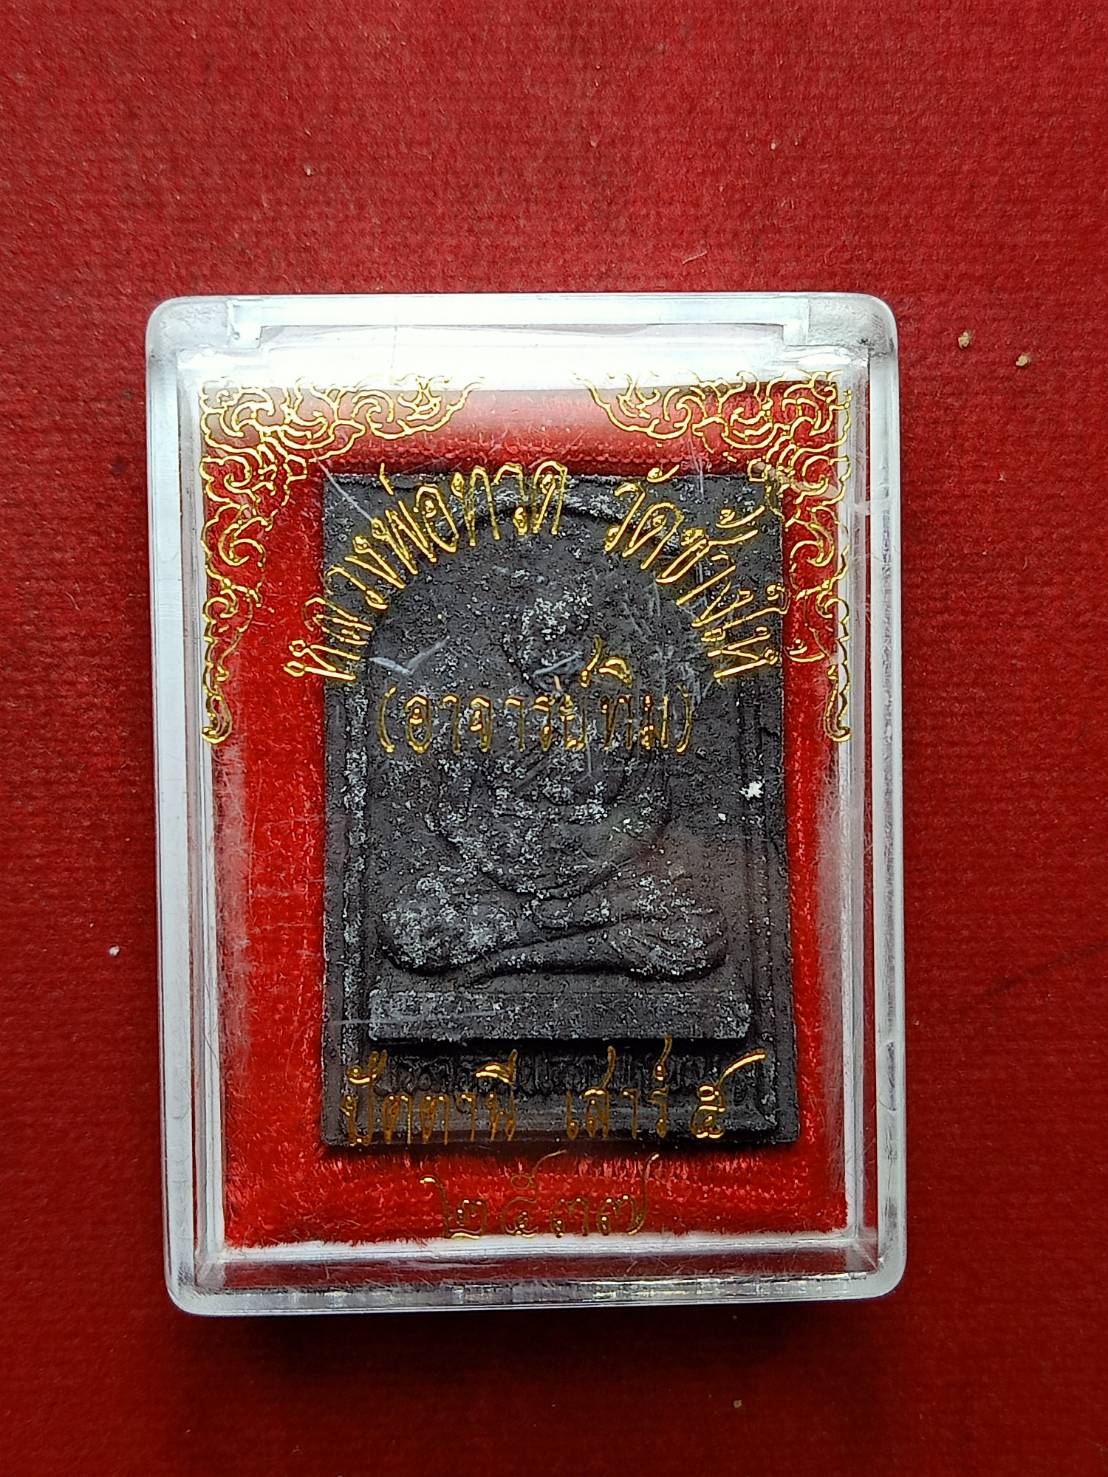 หลวงพ่อทวด วัดช้างให้
(อาจารย์ทิม)
ปัตตานี เสาร์ ๕
๒๕๓๗